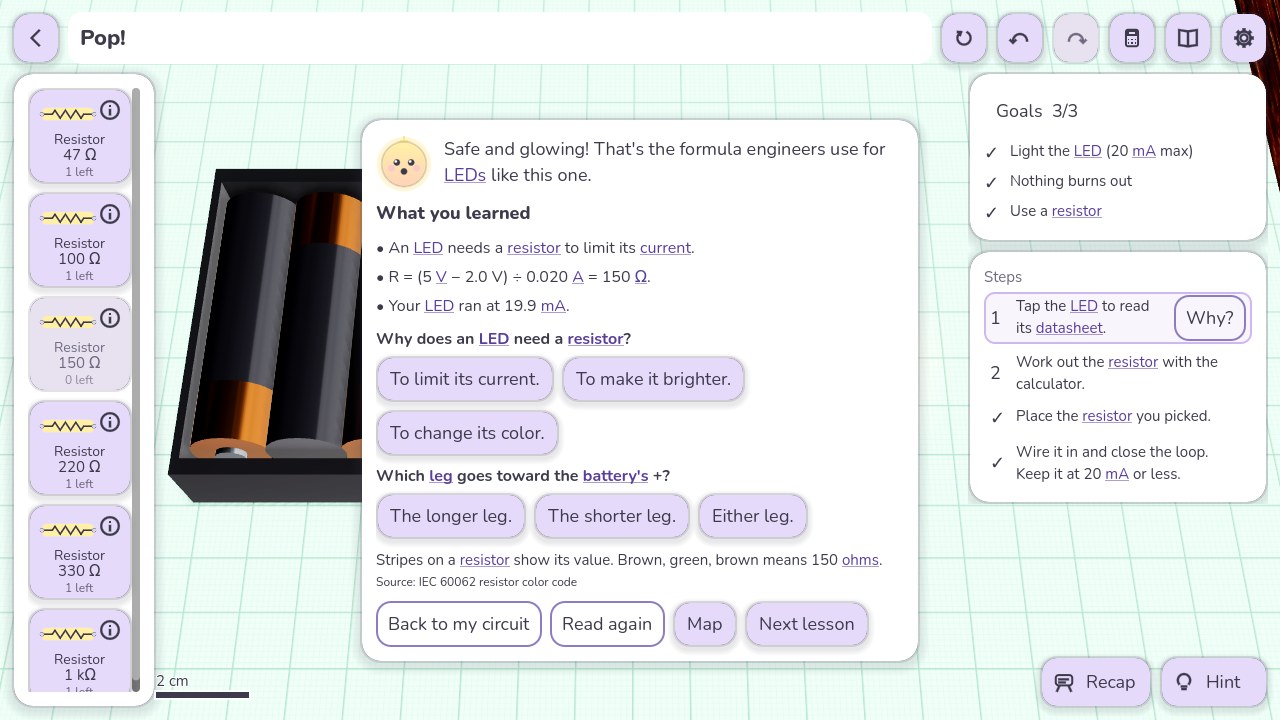 Pop!
Resistor
47 Ω
1 left
Resistor
100 Ω
1 left
Resistor
150 Ω
0 left
Resistor
220 Ω
1 left
Resistor
330 Ω
1 left
Resistor
1 kΩ
1 left
2 cm
Safe and glowing! That's the formula engineers use for
LEDs like this one.
What you learned
• An LED needs a resistor to limit its current.
• R = (5 V − 2.0 V) ÷ 0.020 A = 150 Ω.
• Your LED ran at 19.9 mA.
Why does an LED need a resistor?
To limit its current.
To make it brighter.
To change its color.
Which leg goes toward the battery's +?
The longer leg.
The shorter leg.
Either leg.
Stripes on a resistor show its value. Brown, green, brown means 150 ohms.
Source: IEC 60062 resistor color code
Back to my circuit
Read again
Map
Next lesson
Goals 3/3
✓ Light the LED (20 mA max)
✓ Nothing burns out
✓ Use a resistor
Steps
1 Tap the LED to read
its datasheet.
Why?
2 Work out the resistor with the
calculator.
✓ Place the resistor you picked.
✓ Wire it in and close the loop.
Keep it at 20 mA or less.
Recap
Hint